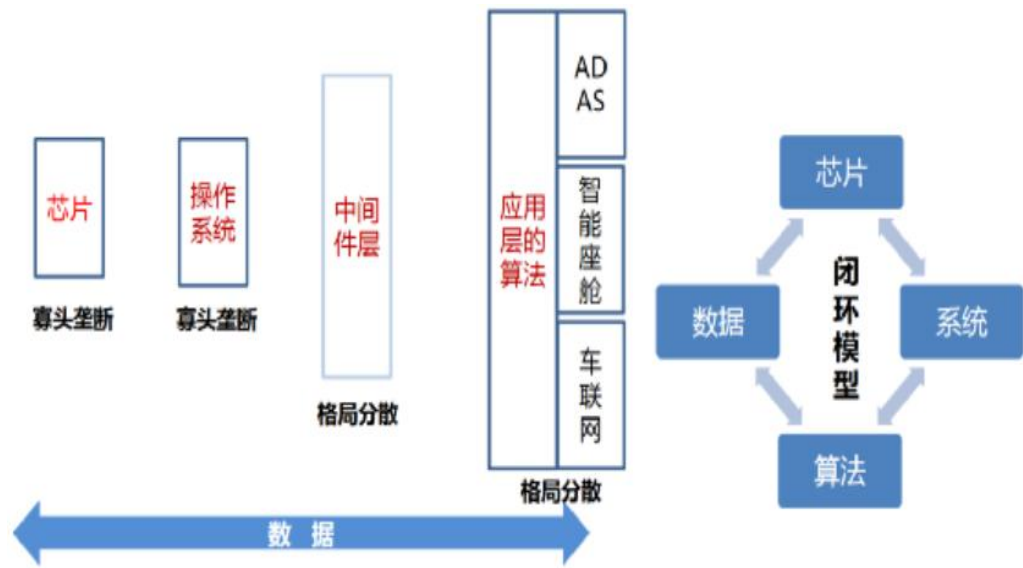 芯片
寡头垄断
操作
系统
寡头垄断
中间
件层
格局分散
应用
层的
算法
AD
AS
智
能
座
舱
车
联
网
格局分散
数 据
芯片
数据
闭
环
模
型
系统
算法